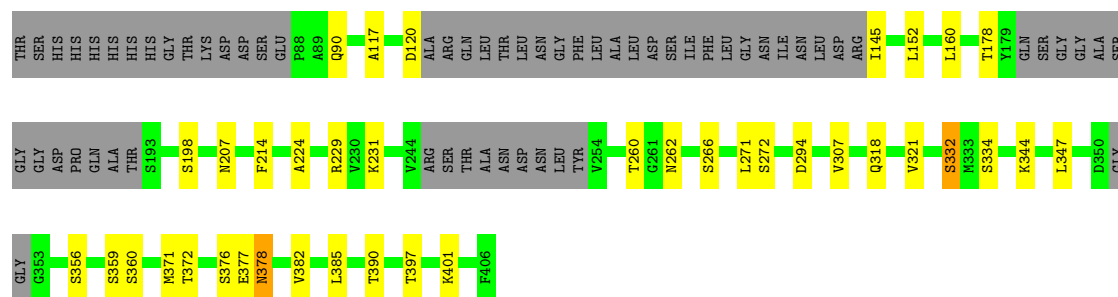 THR SER HIS HIS HIS HIS HIS HIS GLY THR LYS ASP ASP SER GLU P88 A89 Q90 A117 D120 ALA ARG GLN LEU THR LEU ASN GLY PHE LEU ALA LEU ASP SER ILE PHE LEU GLY ASN ILE ASN LEU ASP ARG I145 L152 L160 T178 Y179 GLN SER GLY GLY ALA SER
GLY GLY ASP PRO GLN ALA THR S193 S198 N207 F214 A224 R229 V230 K231 V244 ARG SER THR ALA ASN ASP ASN LEU TYR V254 T260 G261 N262 S266 L271 S272 D294 V307 Q318 V321 S332 M333 S334 K344 L347 D350 GLY
GLY G353 S356 S359 S360 M371 T372 S376 E377 N378 V382 L385 T390 T397 K401 F406